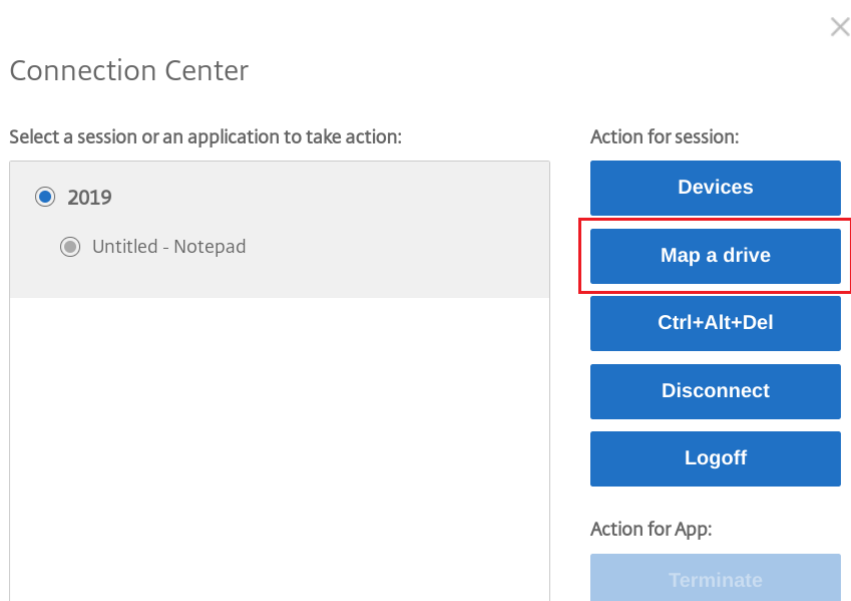 Connection Center
Select a session or an application to take action:
2019
Untitled - Notepad
Action for session:
Devices
Map a drive
Ctrl+Alt+Del
Disconnect
Logoff
Action for App:
Terminate